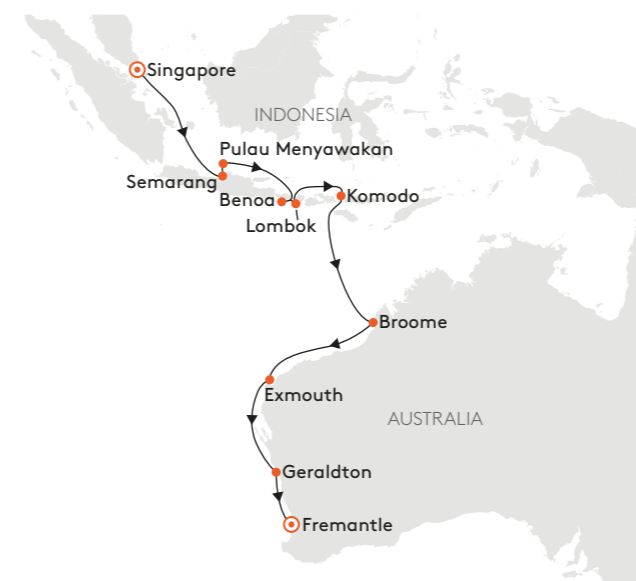 Singapore
INDONESIA
Pulau Menyawakan
Semarang
Benoa
Komodo
Lombok
Broome
Exmouth
AUSTRALIA
Geraldton
Fremantle